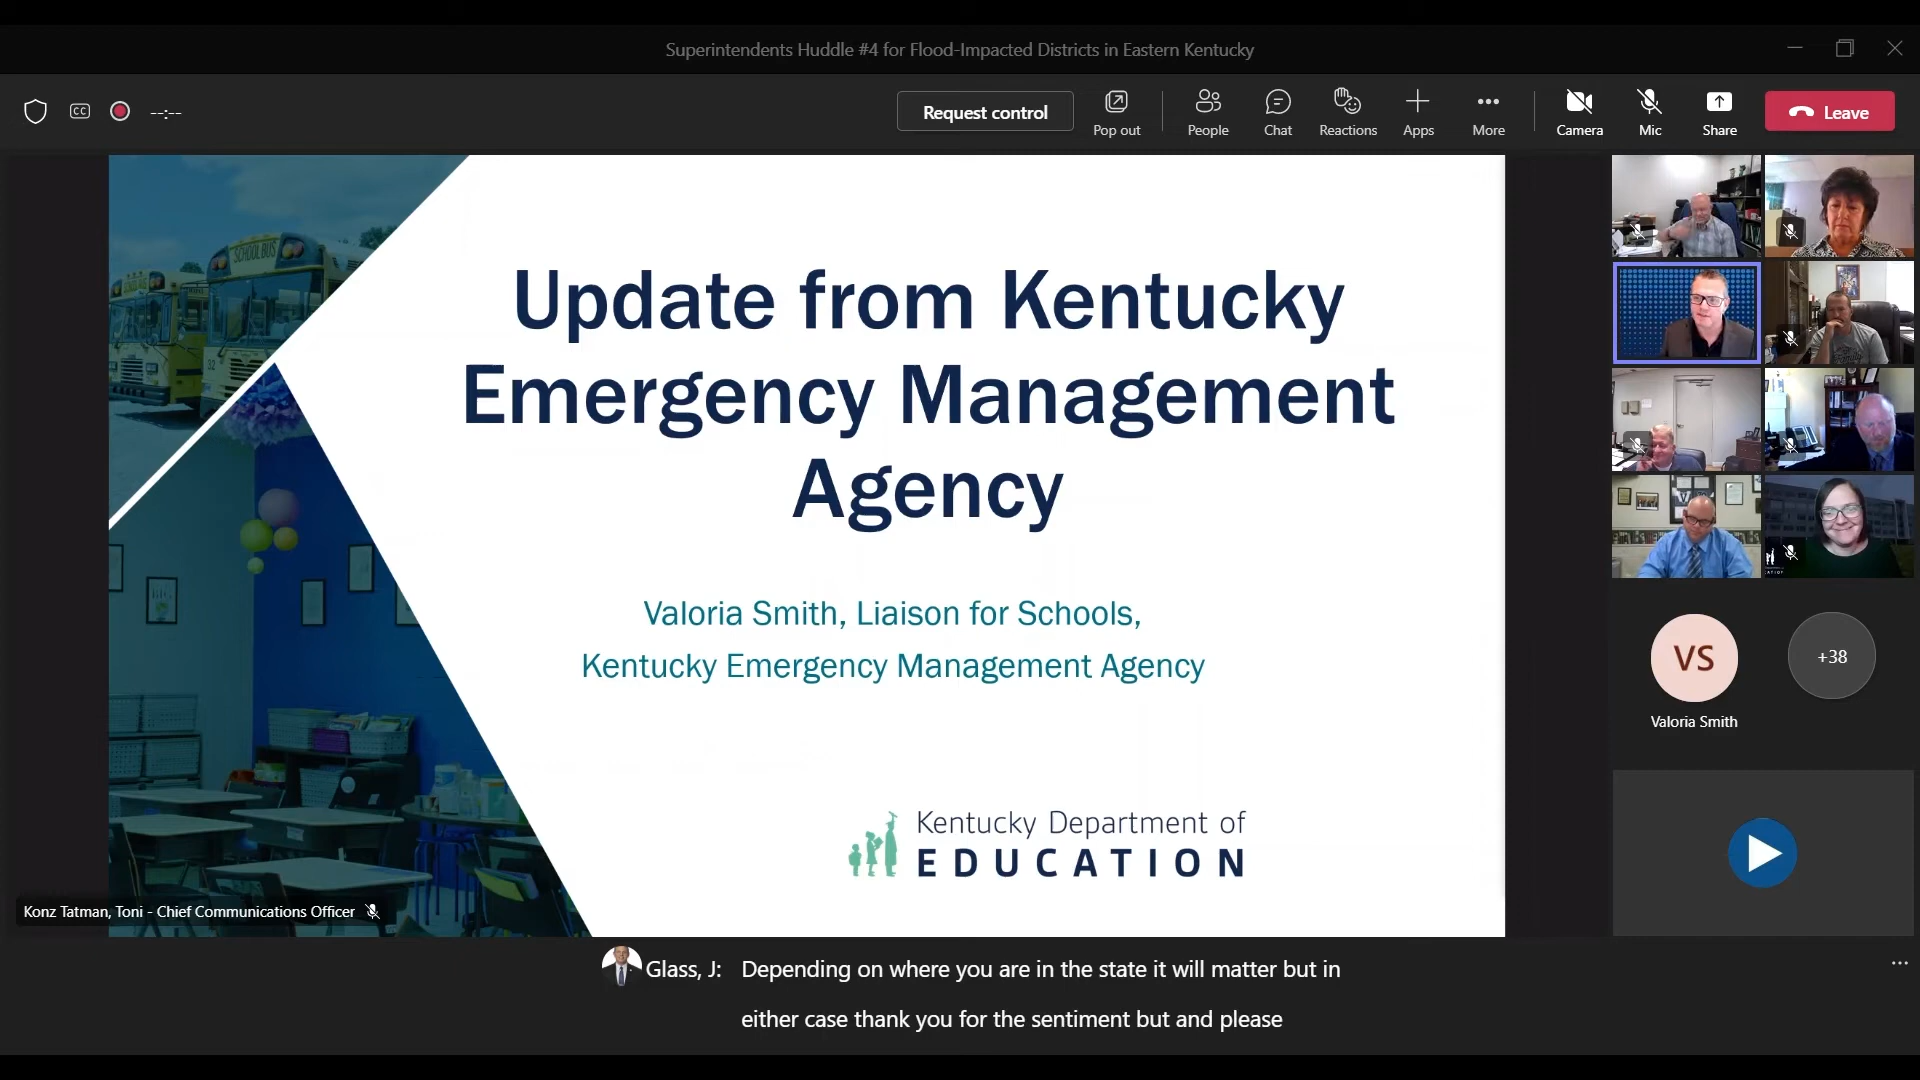 Superintendents Huddle #4 for Flood-Impacted Districts in Eastern Kentucky
CC
--:--
Request control
Pop out
People
Chat
Reactions
Apps
More
Camera
Mic
Share
Leave
SCHOOL BUS
32
Update from Kentucky
Emergency Management
Agency
Valoria Smith, Liaison for Schools,
Kentucky Emergency Management Agency
Kentucky Department of
EDUCATION
Konz Tatman, Toni - Chief Communications Officer
VS
+38
Valoria Smith
Glass, J: Depending on where you are in the state it will matter but in
either case thank you for the sentiment but and please